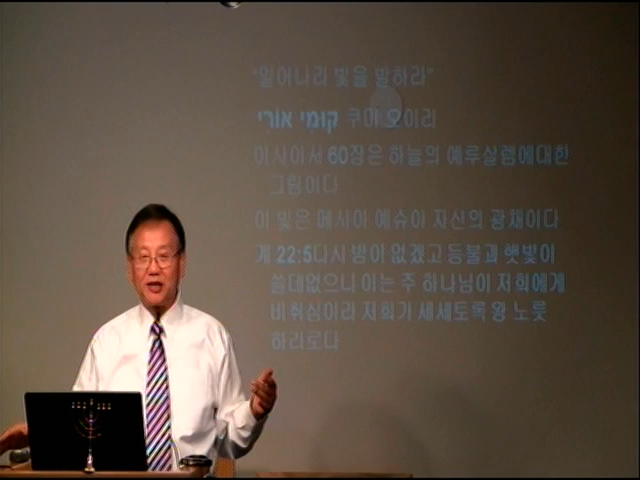 "일어나라 빛을 발하라"
קומי אורי 쿠미 오이리
이사야서 60장은 하늘의 예루살렘에대한
그림이다
이 빛은 메시아 예슈아 자신의 광채이다
계 22:5다시 밤이 없겠고 등불과 햇빛이
쓸데없으니 이는 주 하나님이 저희에게
비취심이라 저희가 세세토록 왕 노릇
하리로다